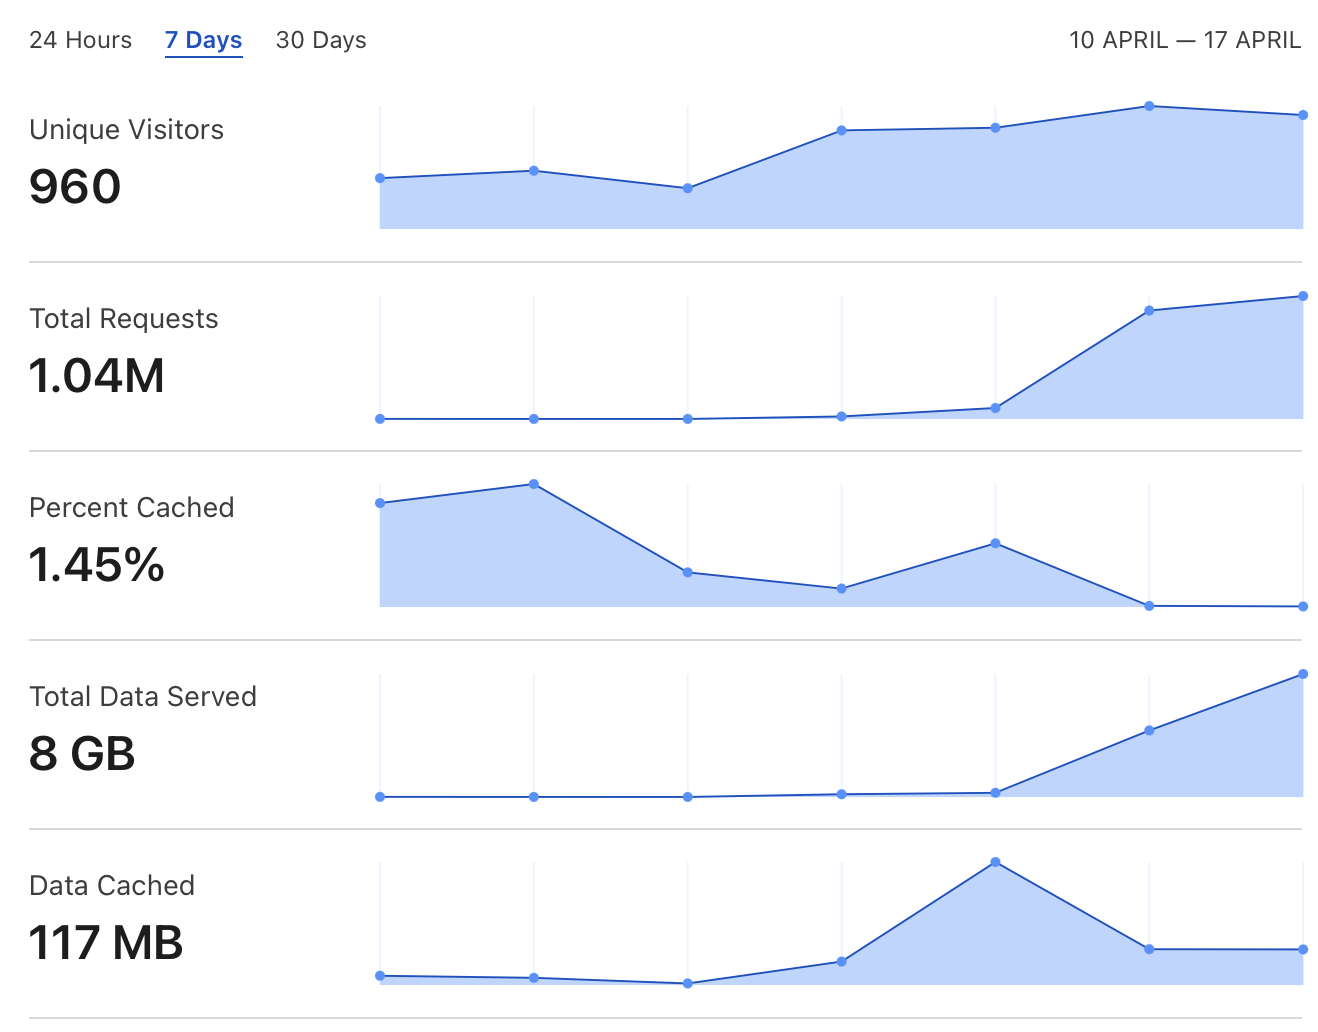 24 Hours 7 Days 30 Days 10 APRIL — 17 APRIL
Unique Visitors
960
Total Requests
1.04M
Percent Cached
1.45%
Total Data Served
8 GB
Data Cached
117 MB